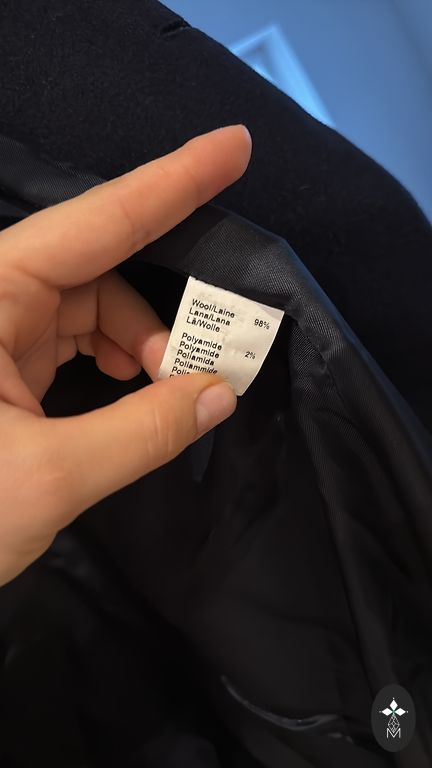 Wool/Laine
Lana/Lana 98%
Lã/Wolle
Polyamide
Polyamide 2%
Poliamida
Poliammide
M